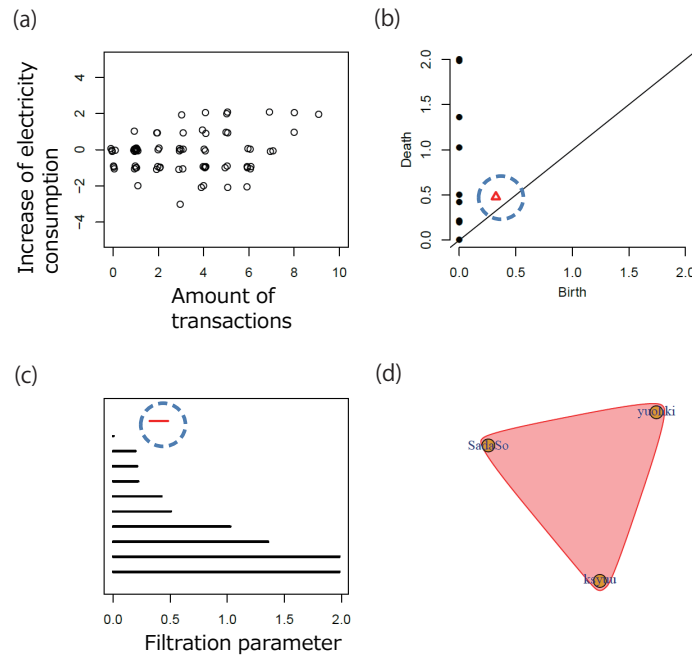 (a)
Increase of electricity
consumption
4
2
0
−2
−4
0 2 4 6 8 10
Amount of
transactions
(b)
Death
2.0
1.5
1.0
0.5
0.0
0.0 0.5 1.0 1.5 2.0
Birth
(c)
0.0 0.5 1.0 1.5 2.0
Filtration parameter
(d)
SadaSo